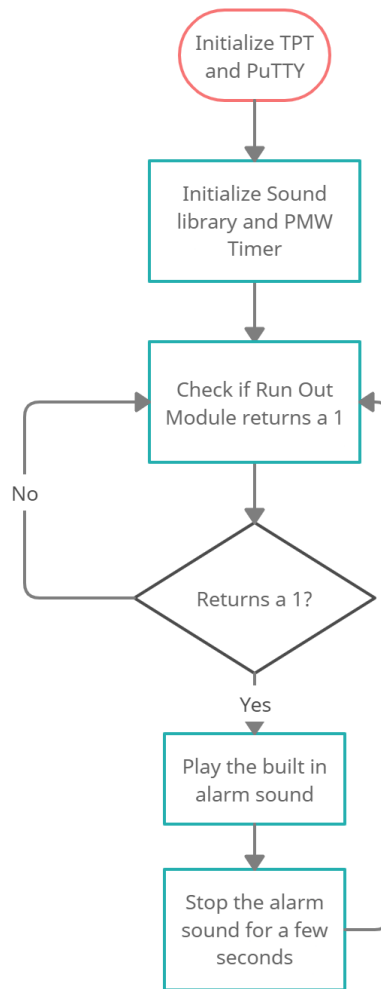 Initialize TPT
and PuTTY
Initialize Sound
library and PMW
Timer
Check if Run Out
Module returns a 1
No
Returns a 1?
Yes
Play the built in
alarm sound
Stop the alarm
sound for a few
seconds